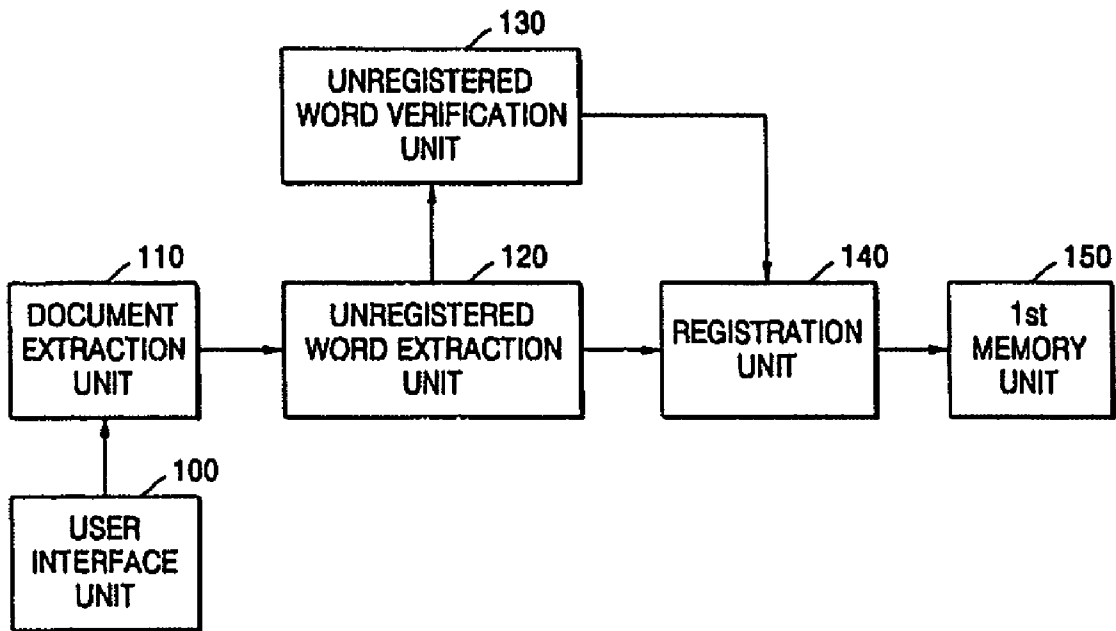 130
UNREGISTERED
WORD VERIFICATION
UNIT
110
DOCUMENT
EXTRACTION
UNIT
120
UNREGISTERED
WORD EXTRACTION
UNIT
140
REGISTRATION
UNIT
150
1st
MEMORY
UNIT
100
USER
INTERFACE
UNIT